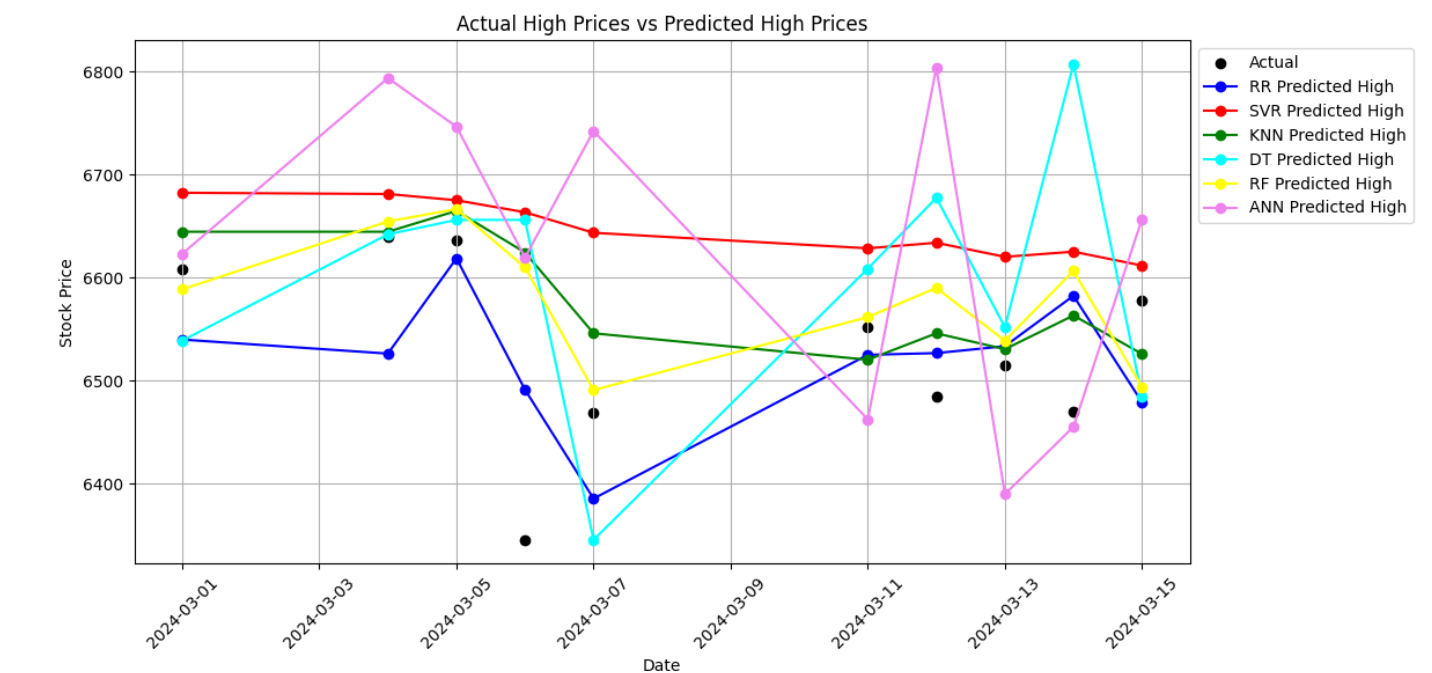 Actual High Prices vs Predicted High Prices
6800
6700
6600
6500
6400
Stock Price
2024-03-01
2024-03-03
2024-03-05
2024-03-07
2024-03-09
2024-03-11
2024-03-13
2024-03-15
Date
Actual
RR Predicted High
SVR Predicted High
KNN Predicted High
DT Predicted High
RF Predicted High
ANN Predicted High